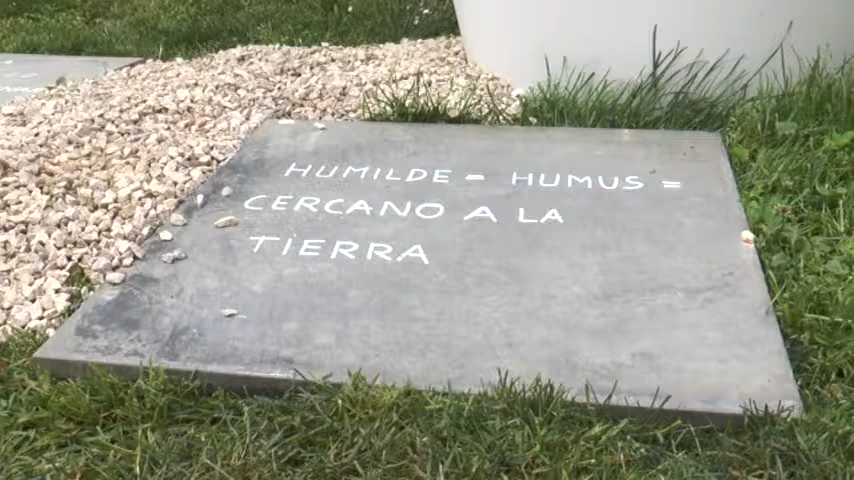 HUMILDE = HUMUS =
CERCANO A LA
TIERRA